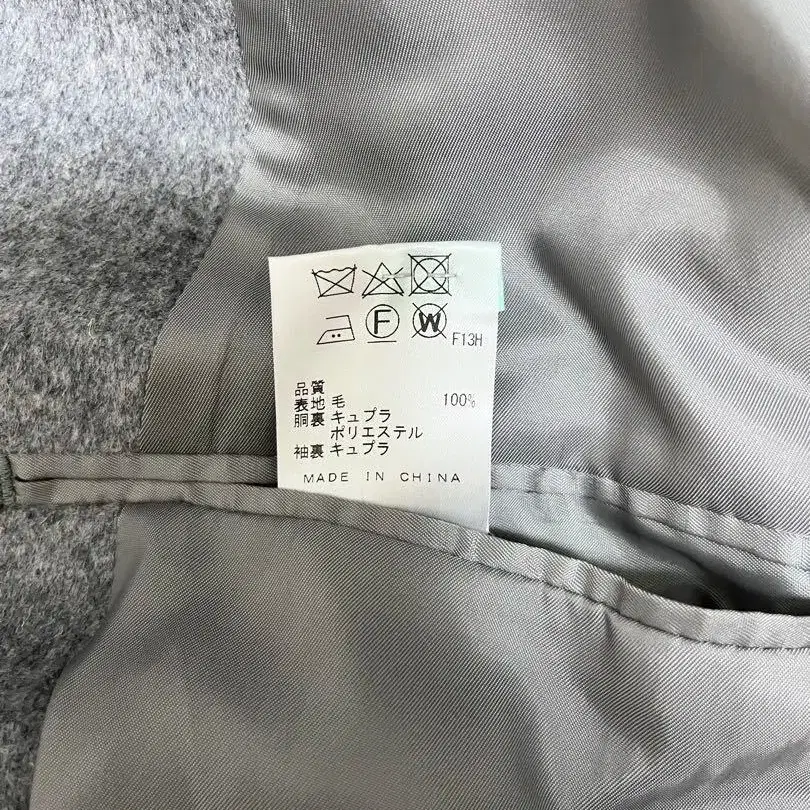 F W F13H
品質
表地 毛 100%
胴裏 キュプラ
ポリエステル
袖裏 キュプラ
MADE IN CHINA